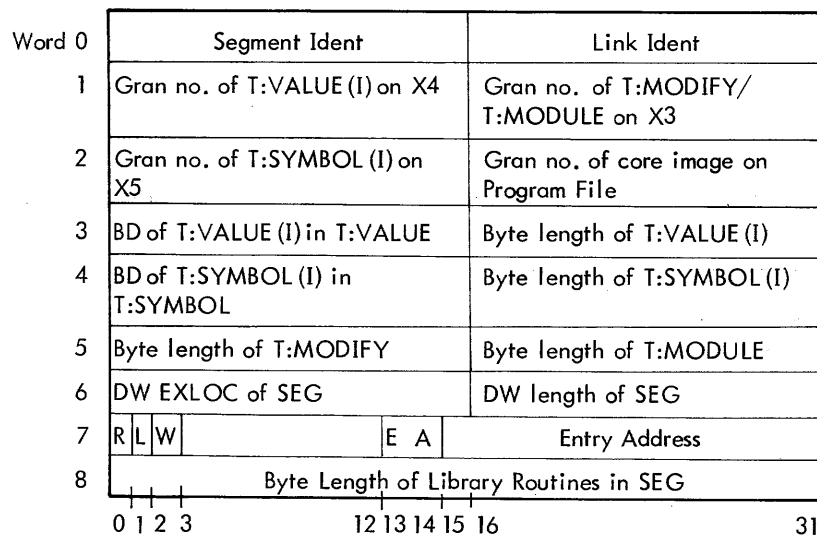 Word 0 Segment Ident Link Ident
1 Gran no. of T:VALUE (I) on X4 Gran no. of T:MODIFY/
T:MODULE on X3
2 Gran no. of T:SYMBOL (I) on Gran no. of core image on
X5 Program File
3 BD of T:VALUE (I) in T:VALUE Byte length of T:VALUE (I)
4 BD of T:SYMBOL (I) in Byte length of T:SYMBOL (I)
T:SYMBOL
5 Byte length of T:MODIFY Byte length of T:MODULE
6 DW EXLOC of SEG DW length of SEG
7 R L W E A Entry Address
8 Byte Length of Library Routines in SEG
0 1 2 3 12 13 14 15 16 31